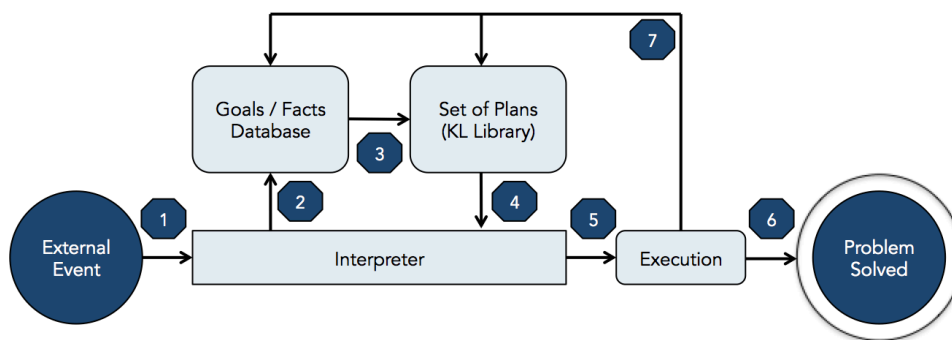 7
Goals / Facts
Database
3
Set of Plans
(KL Library)
1
2
4
5
6
External
Event
Interpreter
Execution
Problem
Solved